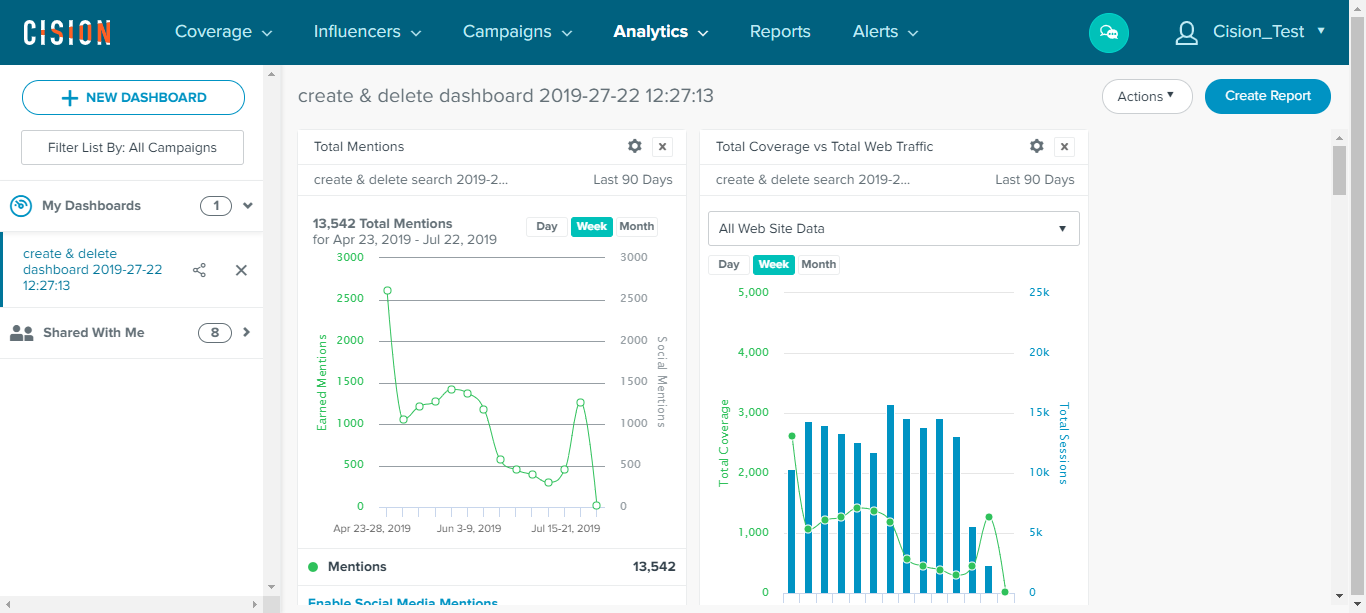 CISION
Coverage
Influencers
Campaigns
Analytics
Reports
Alerts
Cision_Test
NEW DASHBOARD
Filter List By: All Campaigns
My Dashboards 1
create & delete
dashboard 2019-27-22
12:27:13
Shared With Me 8
create & delete dashboard 2019-27-22 12:27:13
Actions
Create Report
Total Mentions
create & delete search 2019-2... Last 90 Days
13,542 Total Mentions
for Apr 23, 2019 - Jul 22, 2019
Day Week Month
3000 3000
2500 2500
2000 2000
1500 1500
1000 1000
500 500
0 0
Earned Mentions
Social Mentions
Apr 23-28, 2019 Jun 3-9, 2019 Jul 15-21, 2019
Mentions 13,542
Enable Social Media Mentions
Total Coverage vs Total Web Traffic
create & delete search 2019-2... Last 90 Days
All Web Site Data
Day Week Month
5,000 25k
4,000 20k
3,000 15k
2,000 10k
1,000 5k
0 0
Total Coverage
Total Sessions